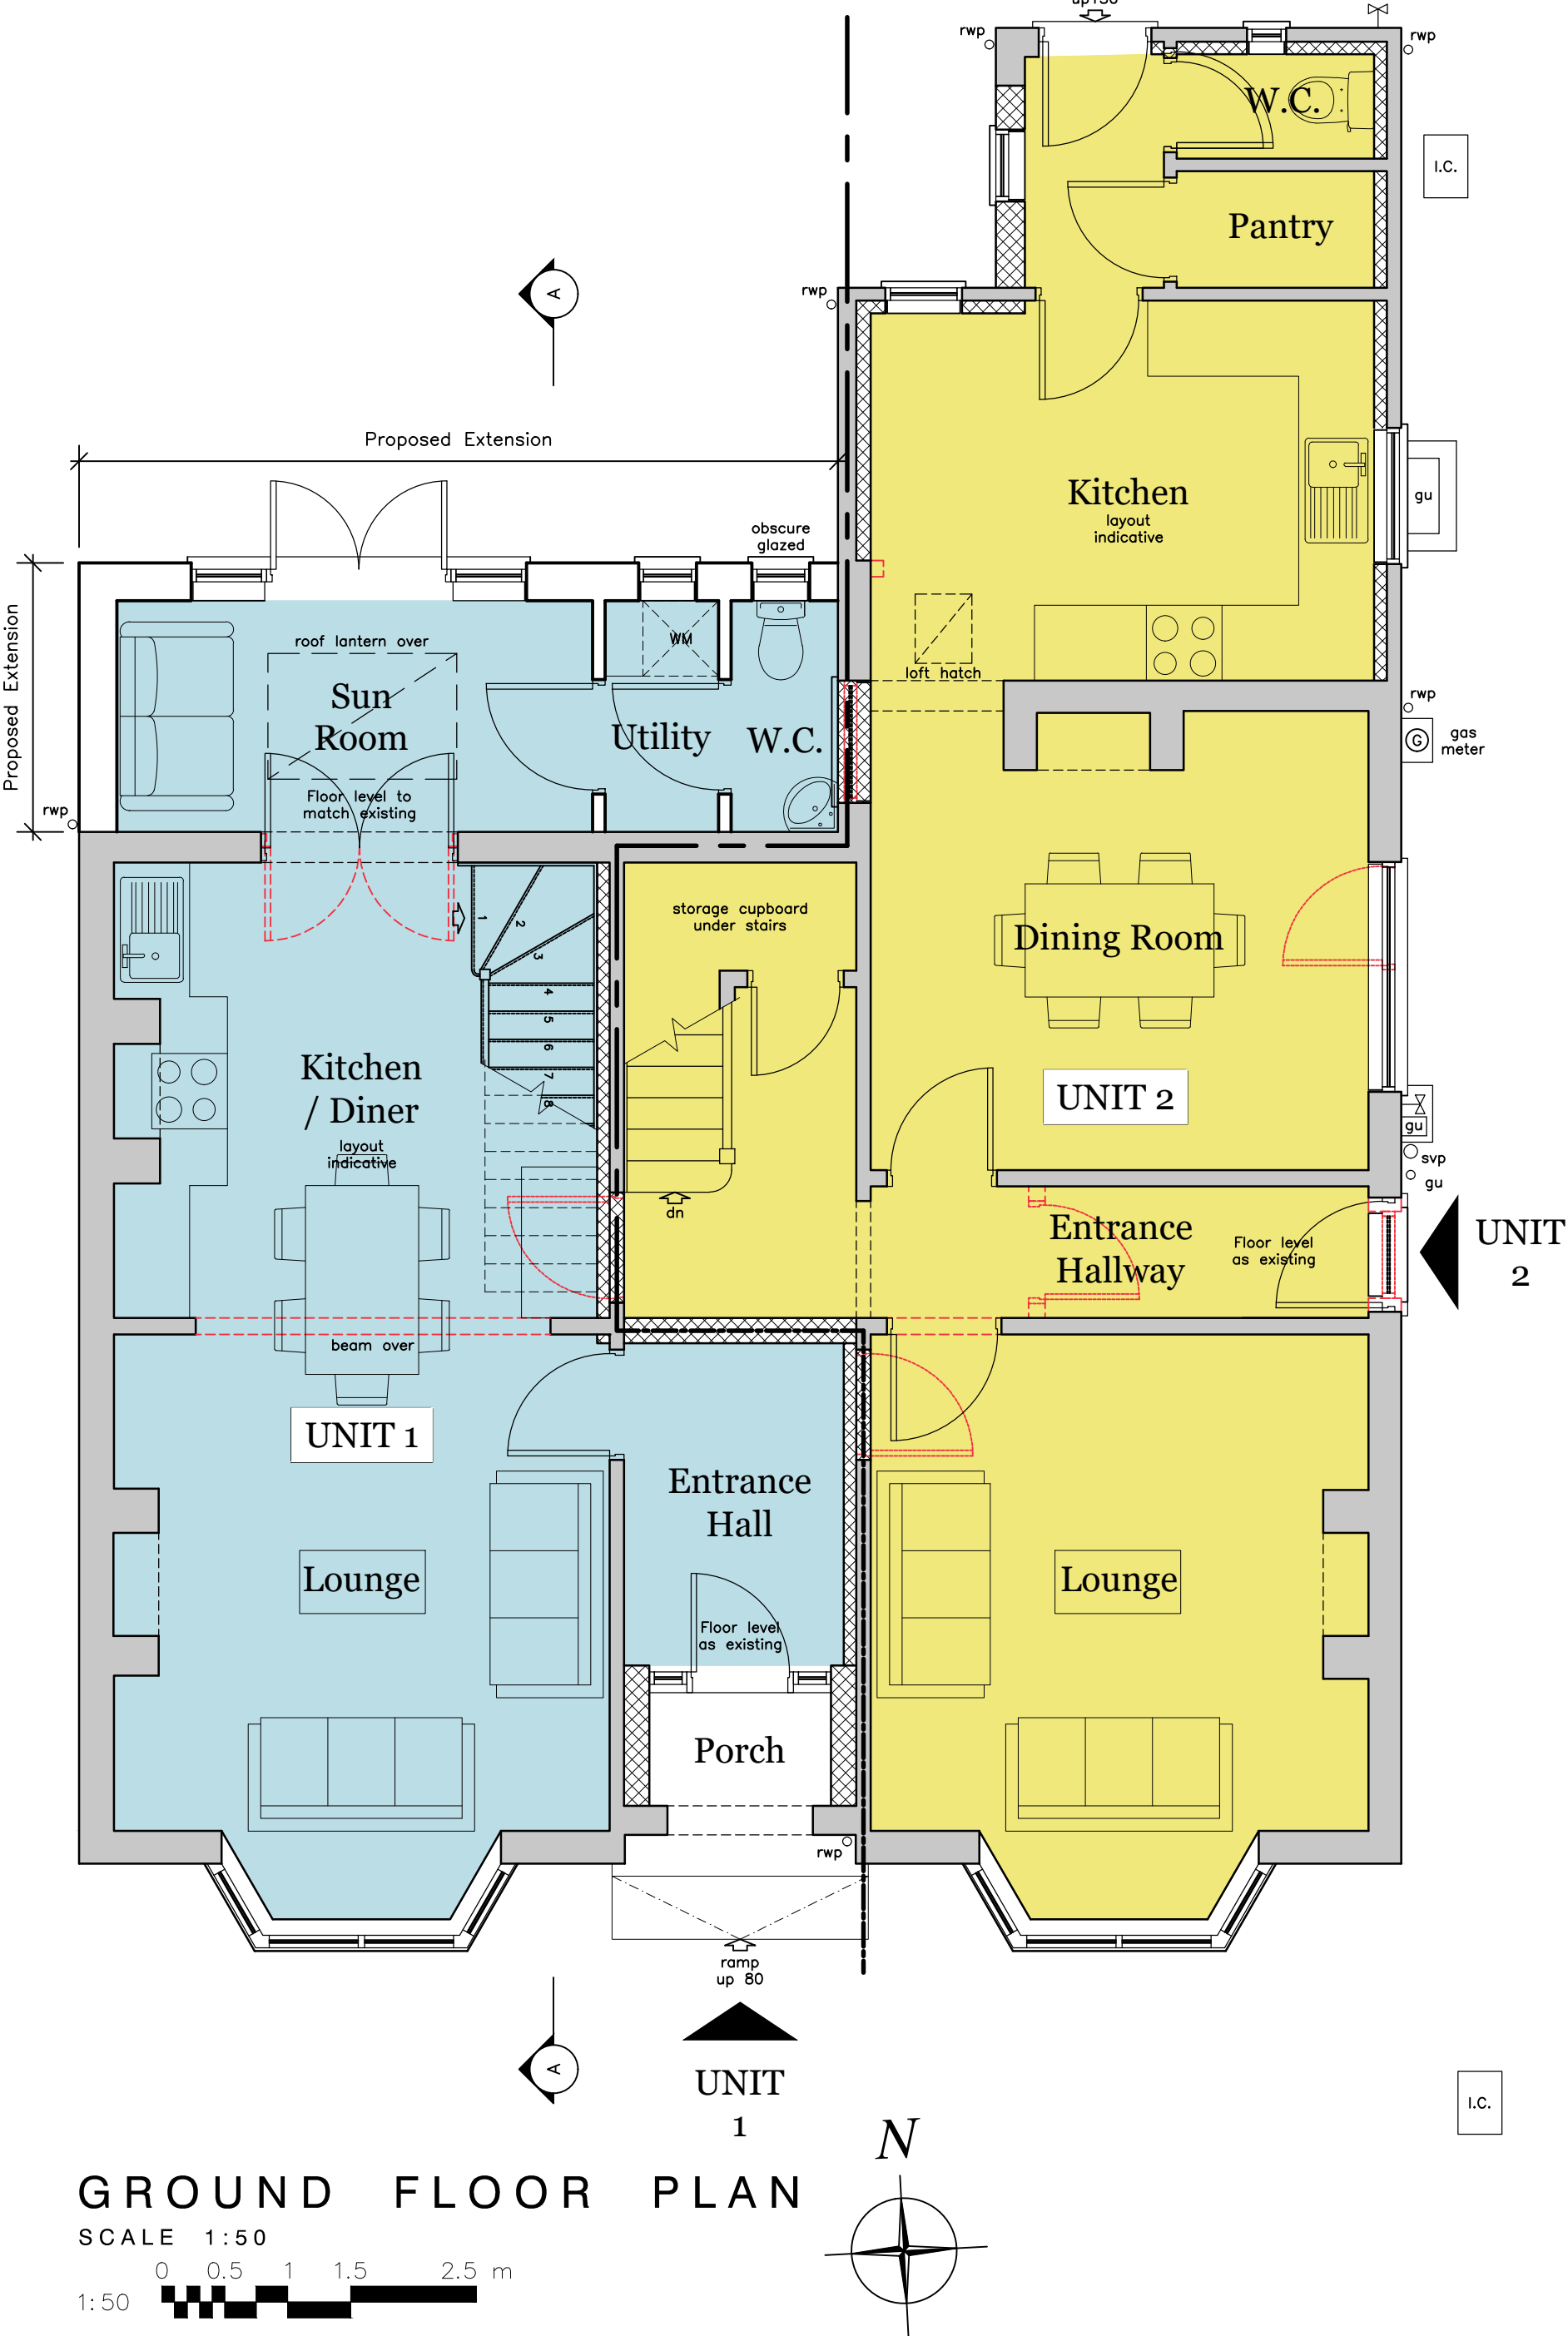 up150
rwp
rwp
W.C.
I.C.
Pantry
A
rwp
Proposed Extension
Kitchen
layout
indicative
gu
obscure
glazed
Proposed Extension
roof lantern over
WM
Sun
Room
Utility
W.C.
loft hatch
rwp
G
gas
meter
Floor level to
match existing
rwp
storage cupboard
under stairs
Dining Room
1
2
3
4
5
6
7
8
Kitchen
/ Diner
layout
indicative
UNIT 2
gu
svp
gu
dn
Entrance
Hallway
Floor level
as existing
UNIT
2
beam over
UNIT 1
Entrance
Hall
Lounge
Lounge
Floor level
as existing
Porch
rwp
ramp
up 80
A
UNIT
1
I.C.
N
GROUND FLOOR PLAN
SCALE 1:50
0 0.5 1 1.5 2.5 m
1:50